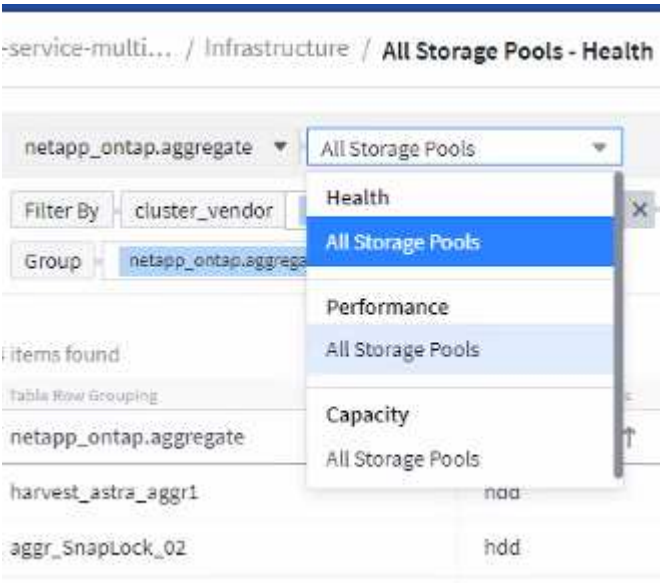 -service-multi... / Infrastructure / All Storage Pools - Health
netapp_ontap.aggregate All Storage Pools
Filter By cluster_vendor
Health
All Storage Pools
Group netapp_ontap.aggrega
Performance
All Storage Pools
items found
Table Row Grouping
Capacity
netapp_ontap.aggregate
All Storage Pools
harvest_astra_aggr1 hdd
aggr_SnapLock_02 hdd